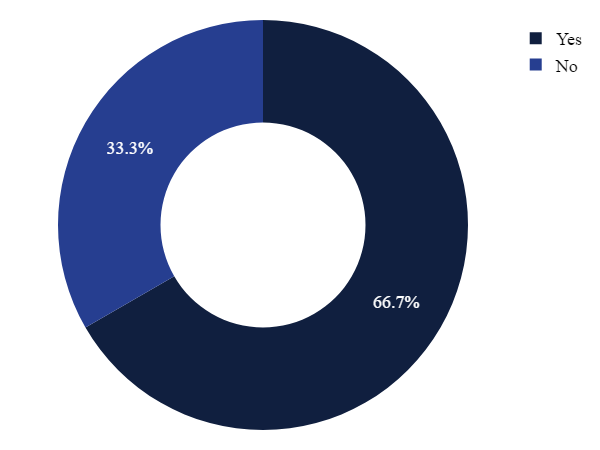 Yes
No
33.3%
66.7%